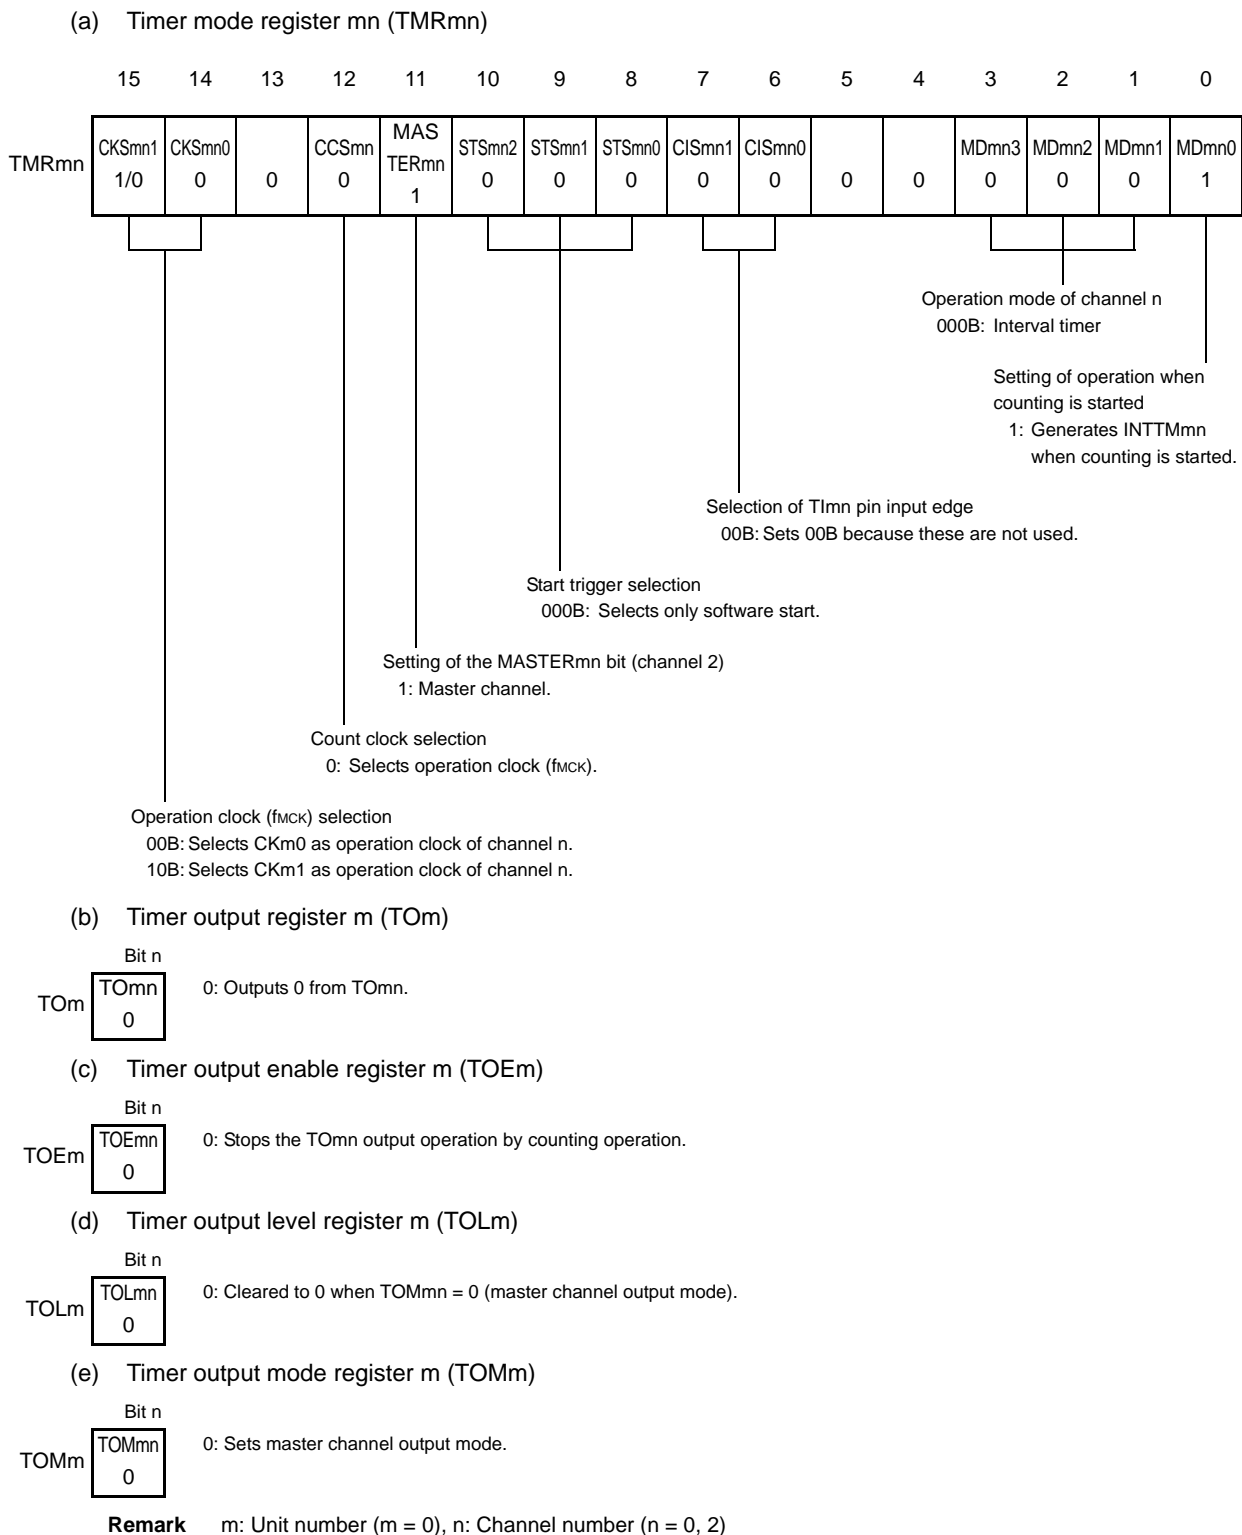 (a) Timer mode register mn (TMRmn)
15 14 13 12 11 10 9 8 7 6 5 4 3 2 1 0
TMRmn
CKSmn1 CKSmn0 CCSmn MAS TERmn STSmn2 STSmn1 STSmn0 CISmn1 CISmn0 MDmn3 MDmn2 MDmn1 MDmn0
1/0 0 0 0 1 0 0 0 0 0 0 0 0 0 0 1
Operation mode of channel n
000B: Interval timer
Setting of operation when
counting is started
1: Generates INTTMmn
when counting is started.
Selection of TImn pin input edge
00B: Sets 00B because these are not used.
Start trigger selection
000B: Selects only software start.
Setting of the MASTERmn bit (channel 2)
1: Master channel.
Count clock selection
0: Selects operation clock (fMCK).
Operation clock (fMCK) selection
00B: Selects CKm0 as operation clock of channel n.
10B: Selects CKm1 as operation clock of channel n.
(b) Timer output register m (TOm)
Bit n
TOm TOmn 0: Outputs 0 from TOmn.
0
(c) Timer output enable register m (TOEm)
Bit n
TOEm TOEmn 0: Stops the TOmn output operation by counting operation.
0
(d) Timer output level register m (TOLm)
Bit n
TOLm TOLmn 0: Cleared to 0 when TOMmn = 0 (master channel output mode).
0
(e) Timer output mode register m (TOMm)
Bit n
TOMm TOMmn 0: Sets master channel output mode.
0
Remark m: Unit number (m = 0), n: Channel number (n = 0, 2)